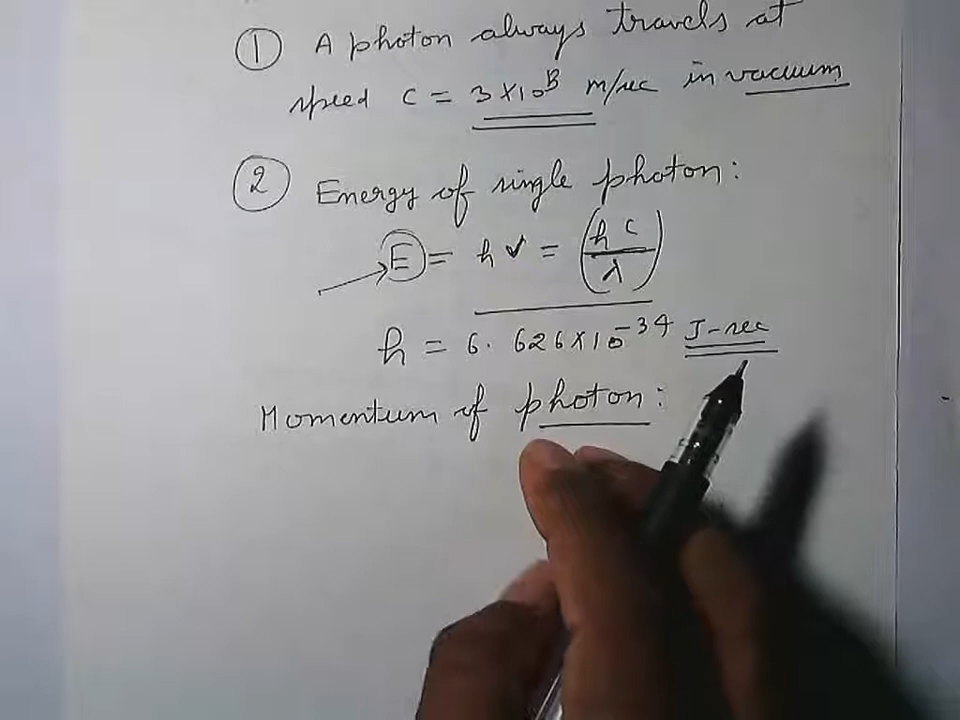 ① A photon always travels at
speed c = 3×10⁸ m/sec in vacuum
② Energy of single photon:
E = hν = (hc/λ)
h = 6.626×10⁻³⁴ J-sec
Momentum of photon: